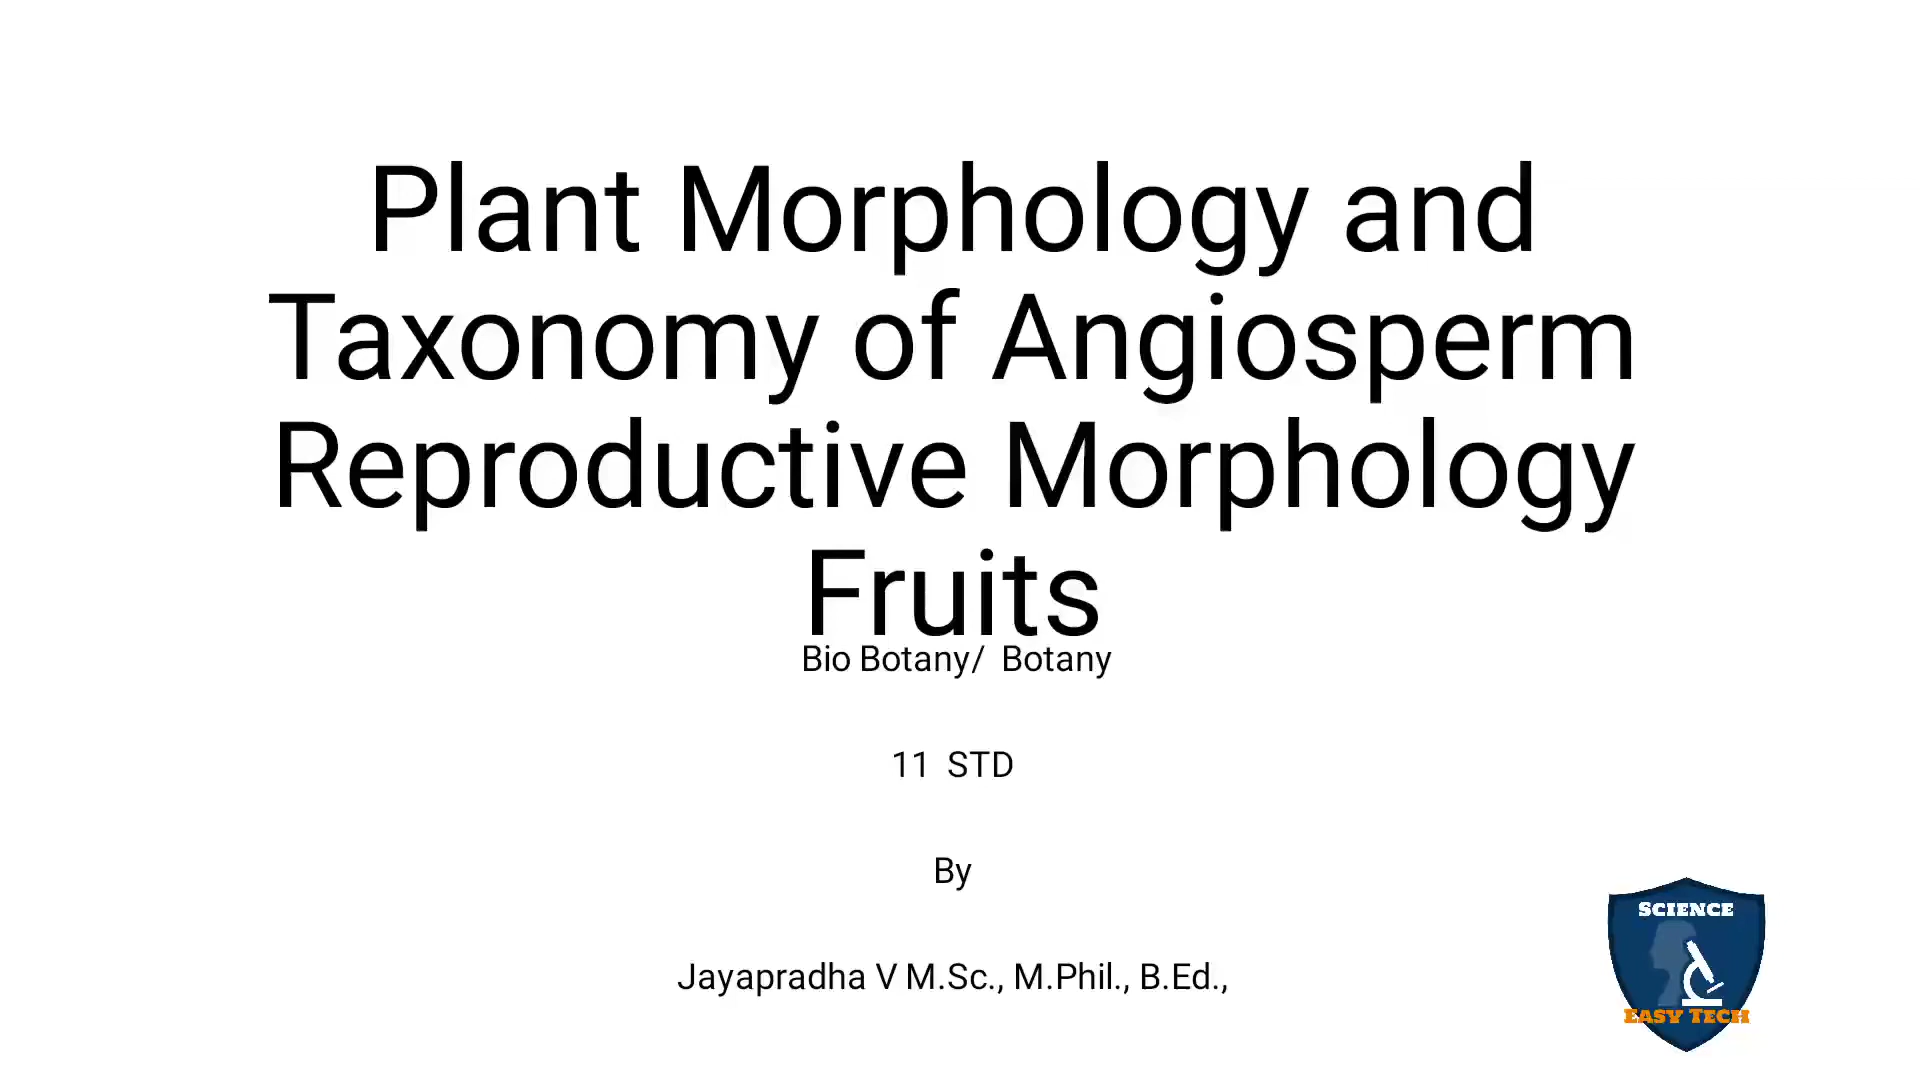 Plant Morphology and
Taxonomy of Angiosperm
Reproductive Morphology
Fruits
Bio Botany/ Botany
11 STD
By
Jayapradha V M.Sc., M.Phil., B.Ed.,
SCIENCE
EASY TECH